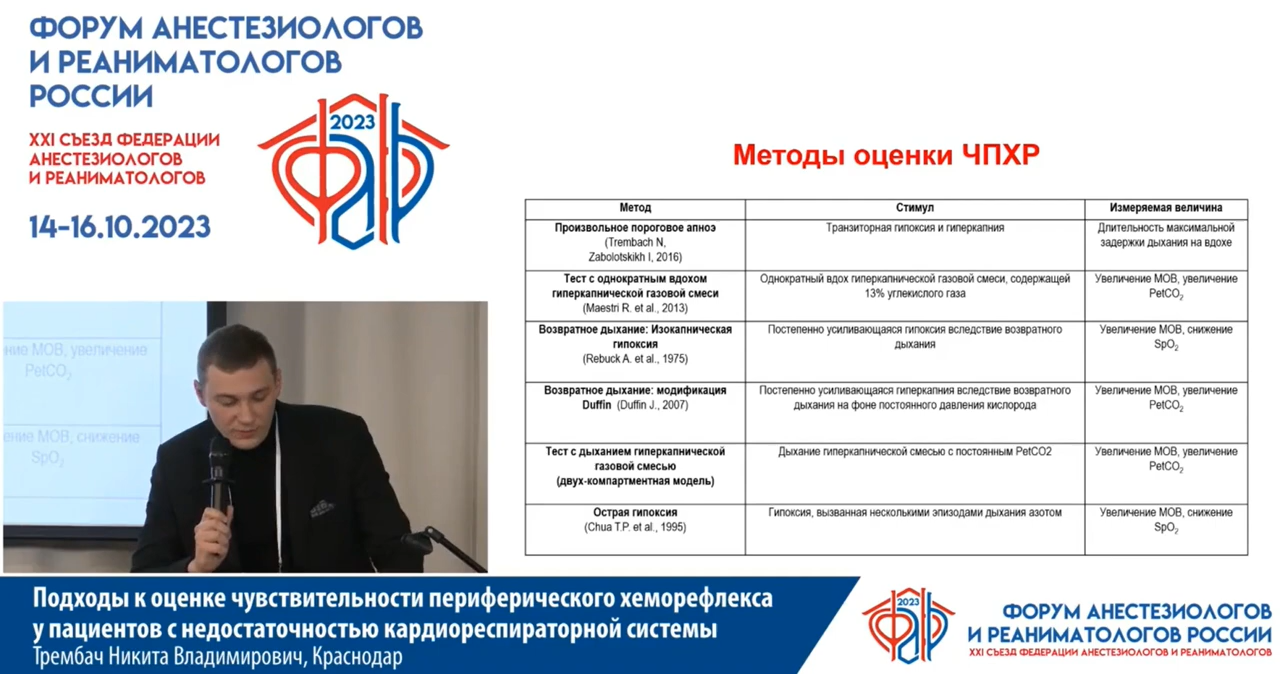 ФОРУМ АНЕСТЕЗИОЛОГОВ
И РЕАНИМАТОЛОГОВ
РОССИИ
XXI СЪЕЗД ФЕДЕРАЦИИ
АНЕСТЕЗИОЛОГОВ
И РЕАНИМАТОЛОГОВ
14-16.10.2023
2023
ФАР
Методы оценки ЧПХР
Метод Стимул Измеряемая величина
Произвольное пороговое апноэ
(Trembach N,
Zabolotskikh I, 2016)
Транзиторная гипоксия и гиперкапния
Длительность максимальной
задержки дыхания на вдохе
Тест с однократным вдохом
гиперкапнической газовой смеси
(Maestri R. et al., 2013)
Однократный вдох гиперкапнической газовой смеси, содержащей
13% углекислого газа
Увеличение МОВ, увеличение
PetCO2
Возвратное дыхание: Изокапническая
гипоксия
(Rebuck A. et al., 1975)
Постепенно усиливающаяся гипоксия вследствие возвратного
дыхания
Увеличение МОВ, снижение
SpO2
Возвратное дыхание: модификация
Duffin (Duffin J., 2007)
Постепенно усиливающаяся гиперкапния вследствие возвратного
дыхания на фоне постоянного давления кислорода
Увеличение МОВ, увеличение
PetCO2
Тест с дыханием гиперкапнической
газовой смесью
(двух-компартментная модель)
Дыхание гиперкапнической смесью с постоянным PetCO2
Увеличение МОВ, увеличение
PetCO2
Острая гипоксия
(Chua T.P. et al., 1995)
Гипоксия, вызванная несколькими эпизодами дыхания азотом
Увеличение МОВ, снижение
SpO2
ние МОВ, увеличение
PetCO2
ение МОВ, снижение
SpO2
Подходы к оценке чувствительности периферического хеморефлекса
у пациентов с недостаточностью кардиореспираторной системы
Трембач Никита Владимирович, Краснодар
2023
ФАР
ФОРУМ АНЕСТЕЗИОЛОГОВ
И РЕАНИМАТОЛОГОВ РОССИИ
XXI СЪЕЗД ФЕДЕРАЦИИ АНЕСТЕЗИОЛОГОВ И РЕАНИМАТОЛОГОВ